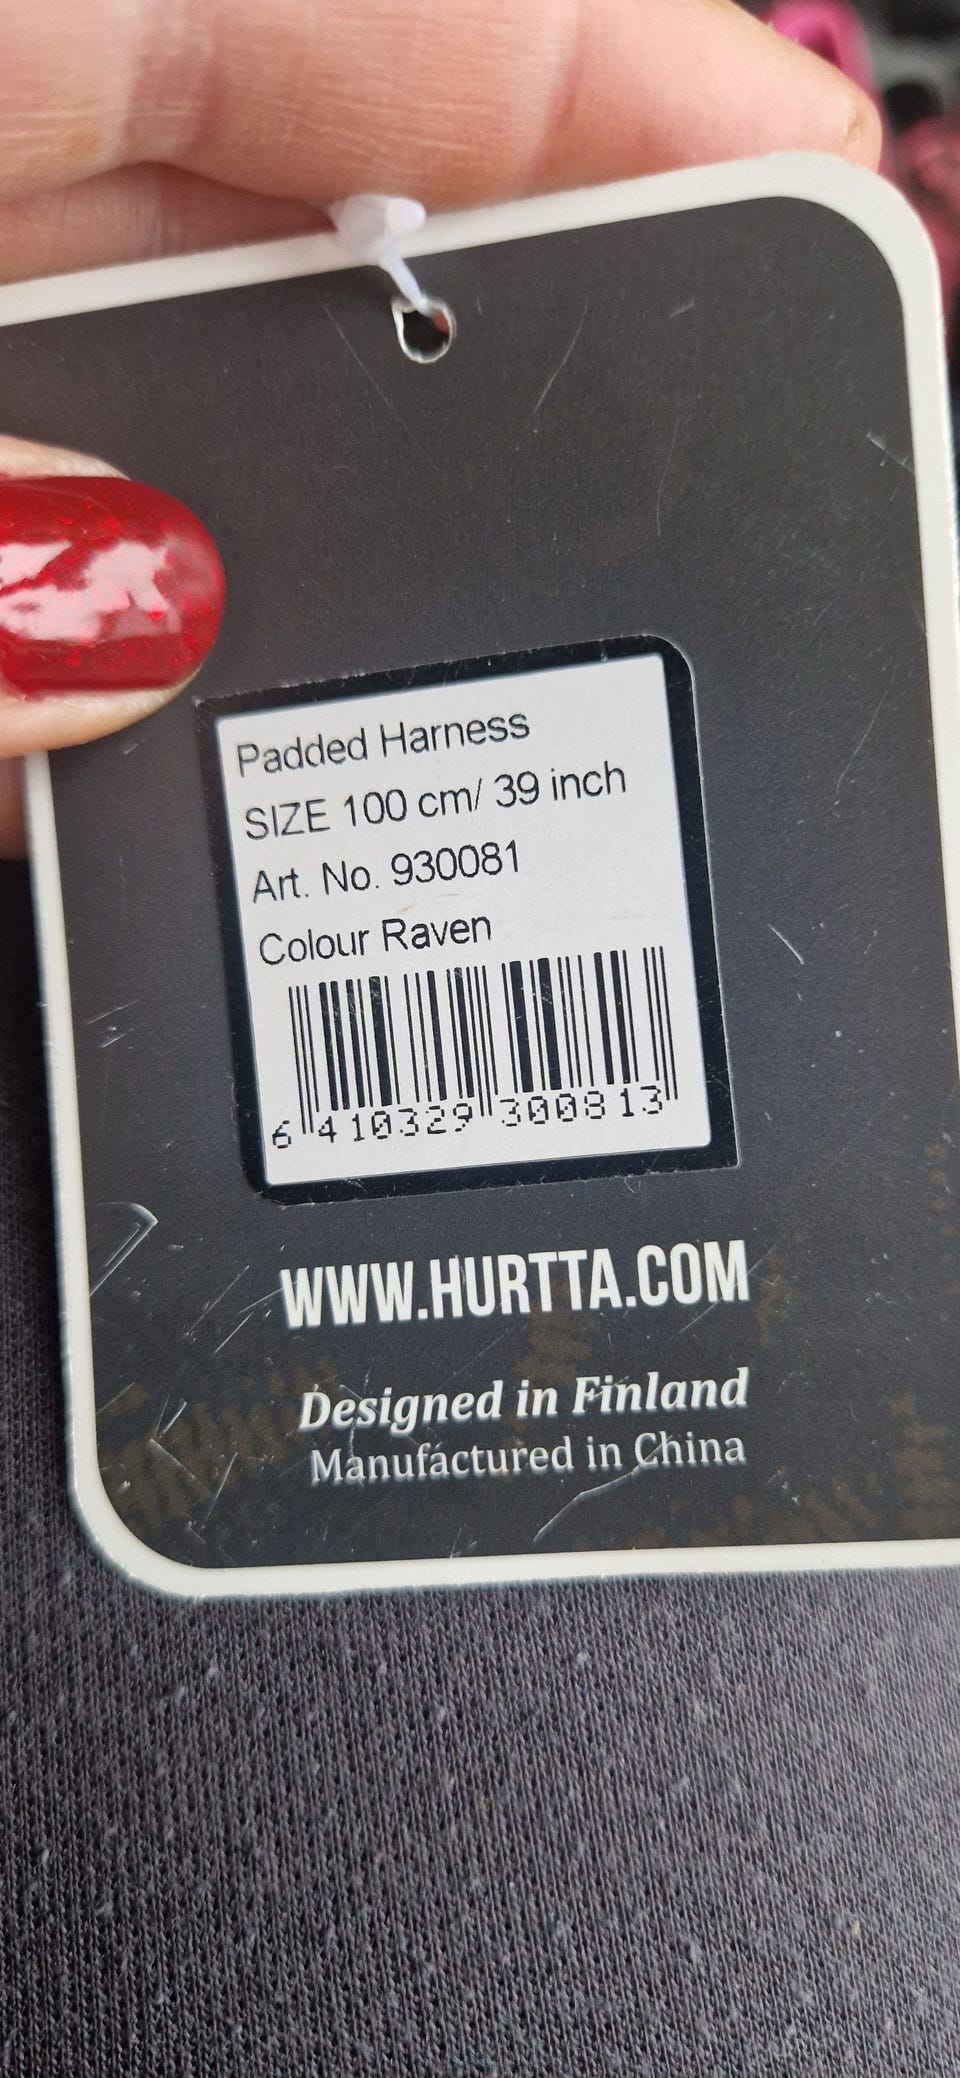 Padded Harness
SIZE 100 cm/ 39 inch
Art. No. 930081
Colour Raven
6 410329 300813
WWW.HURTTA.COM
Designed in Finland
Manufactured in China